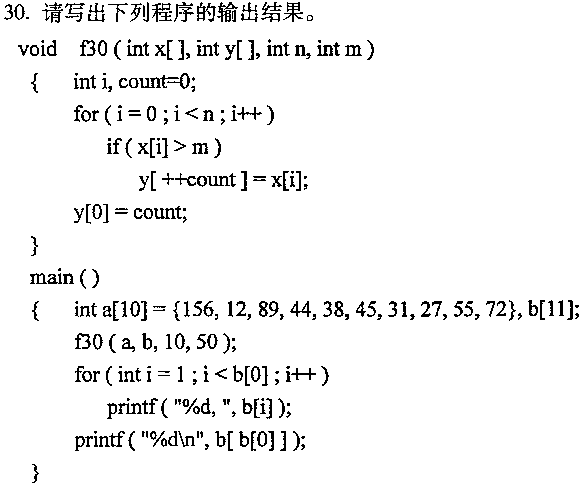 30. 请写出下列程序的输出结果。
void f30 ( int x[ ], int y[ ], int n, int m )
{ int i, count=0;
for ( i = 0 ; i < n ; i++ )
if ( x[i] > m )
y[ ++count ] = x[i];
y[0] = count;
}
main ( )
{ int a[10] = {156, 12, 89, 44, 38, 45, 31, 27, 55, 72}, b[11];
f30 ( a, b, 10, 50 );
for ( int i = 1 ; i < b[0] ; i++ )
printf ( "%d, ", b[i] );
printf ( "%d\n", b[ b[0] ] );
}